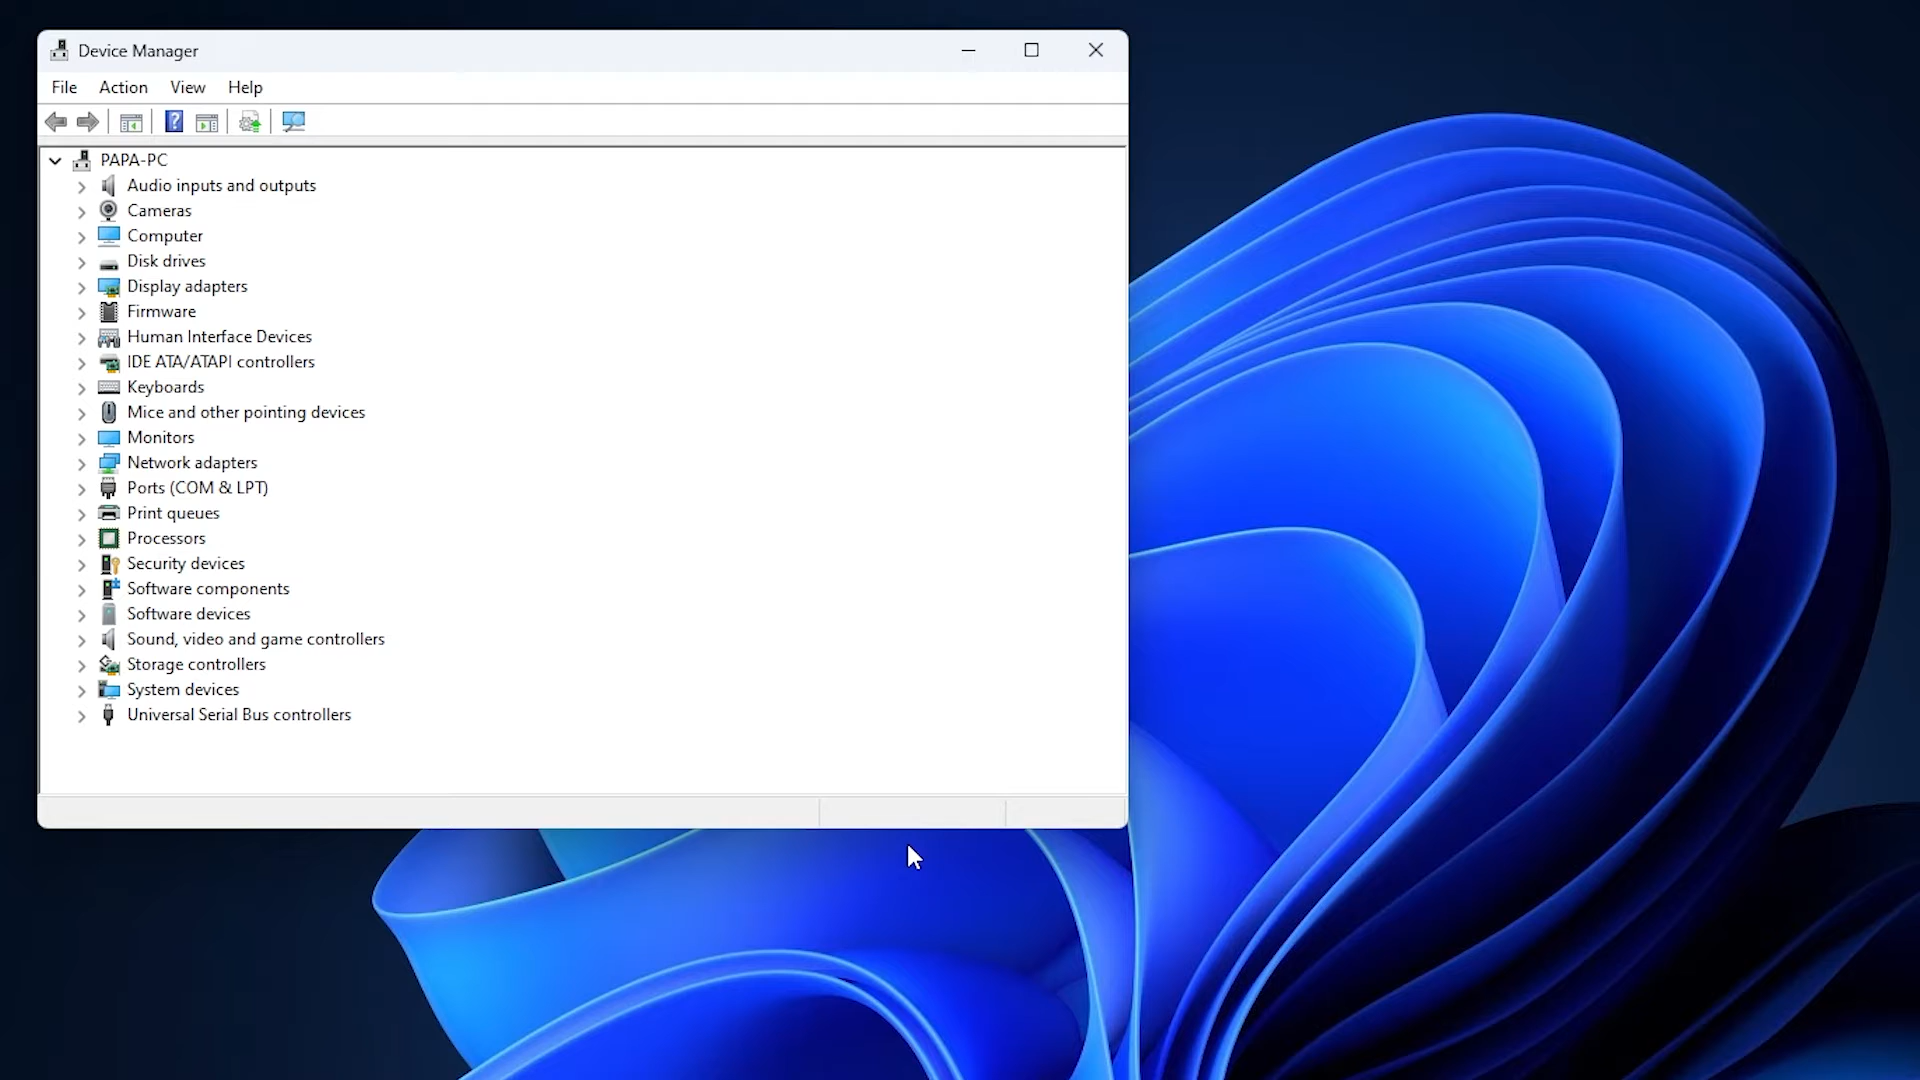 Device Manager
File Action View Help
PAPA-PC
Audio inputs and outputs
Cameras
Computer
Disk drives
Display adapters
Firmware
Human Interface Devices
IDE ATA/ATAPI controllers
Keyboards
Mice and other pointing devices
Monitors
Network adapters
Ports (COM & LPT)
Print queues
Processors
Security devices
Software components
Software devices
Sound, video and game controllers
Storage controllers
System devices
Universal Serial Bus controllers